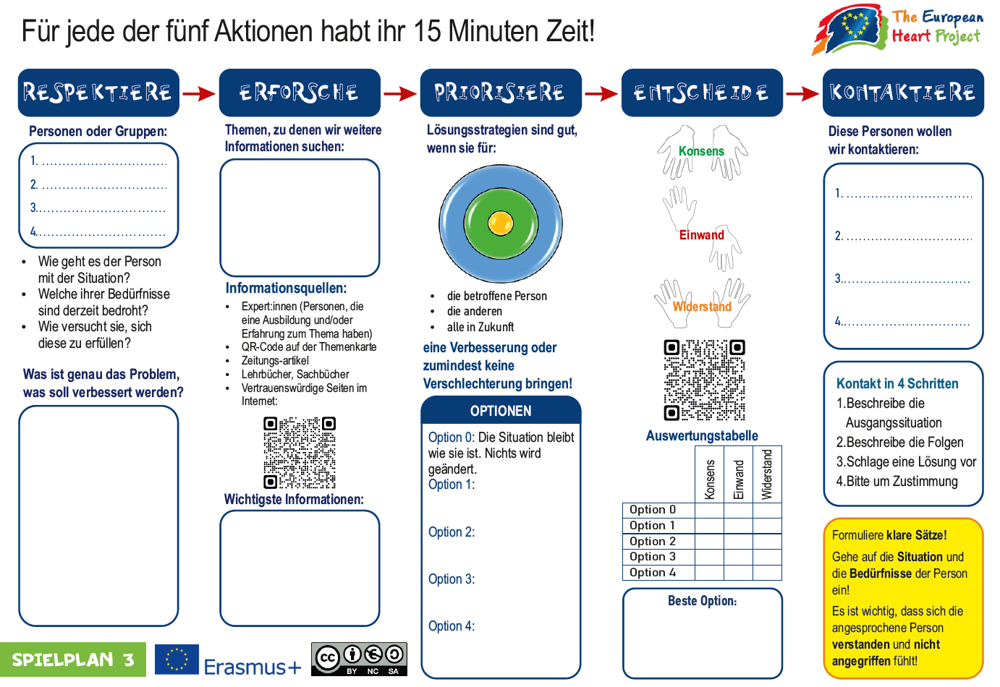 Für jede der fünf Aktionen habt ihr 15 Minuten Zeit!
The European
Heart Project
RESPEKTIERE
ERFORSCHE
PRIORISIERE
ENTSCHEIDE
KONTAKTIERE
Personen oder Gruppen:
1. ................................
2. ................................
3.................................
4.................................
• Wie geht es der Person
mit der Situation?
• Welche ihrer Bedürfnisse
sind derzeit bedroht?
• Wie versucht sie, sich
diese zu erfüllen?
Was ist genau das Problem,
was soll verbessert werden?
Themen, zu denen wir weitere
Informationen suchen:
Informationsquellen:
• Expert:innen (Personen, die
eine Ausbildung und/oder
Erfahrung zum Thema haben)
• QR-Code auf der Themenkarte
• Zeitungs-artikel
• Lehrbücher, Sachbücher
• Vertrauenswürdige Seiten im
Internet:
Wichtigste Informationen:
Lösungsstrategien sind gut,
wenn sie für:
• die betroffene Person
• die anderen
• alle in Zukunft
eine Verbesserung oder
zumindest keine
Verschlechterung bringen!
OPTIONEN
Option 0: Die Situation bleibt
wie sie ist. Nichts wird
geändert.
Option 1:
Option 2:
Option 3:
Option 4:
Konsens
Einwand
Widerstand
Auswertungstabelle
Konsens
Einwand
Widerstand
Option 0
Option 1
Option 2
Option 3
Option 4
Beste Option:
Diese Personen wollen
wir kontaktieren:
1. ................................
2. ................................
3.................................
4.................................
Kontakt in 4 Schritten
1.Beschreibe die
Ausgangssituation
2.Beschreibe die Folgen
3.Schlage eine Lösung vor
4.Bitte um Zustimmung
Formuliere klare Sätze!
Gehe auf die Situation und
die Bedürfnisse der Person
ein!
Es ist wichtig, dass sich die
angesprochene Person
verstanden und nicht
angegriffen fühlt!
SPIELPLAN 3
Erasmus+
cc
BY NC SA